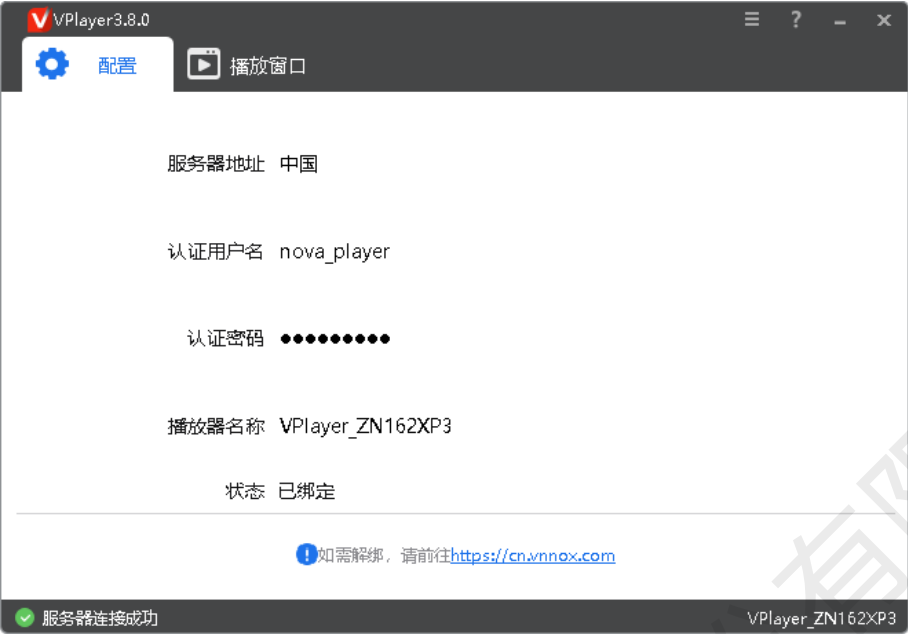 VPlayer3.8.0
配置 播放窗口
服务器地址 中国
认证用户名 nova_player
认证密码 ●●●●●●●●●
播放器名称 VPlayer_ZN162XP3
状态 已绑定
如需解绑，请前往https://cn.vnnox.com
服务器连接成功 VPlayer_ZN162XP3
有限